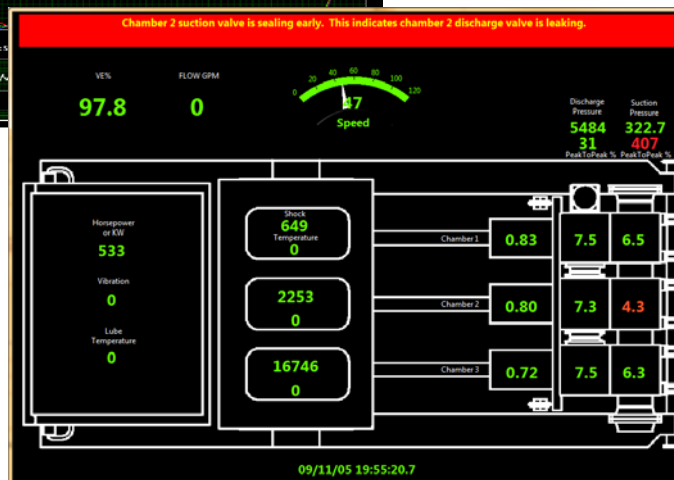 Chamber 2 suction valve is sealing early. This indicates chamber 2 discharge valve is leaking.
VE%
97.8
FLOW GPM
0
0 20 40 60 80 100 120
47
Speed
Discharge Pressure
5484
31
PeakToPeak %
Suction Pressure
322.7
407
PeakToPeak %
Horsepower
or KW
533
Vibration
0
Lube
Temperature
0
Shock
649
Temperature
0
Chamber 1
0.83 7.5 6.5
2253
0
Chamber 2
0.80 7.3 4.3
16746
0
Chamber 3
0.72 7.5 6.3
09/11/05 19:55:20.7